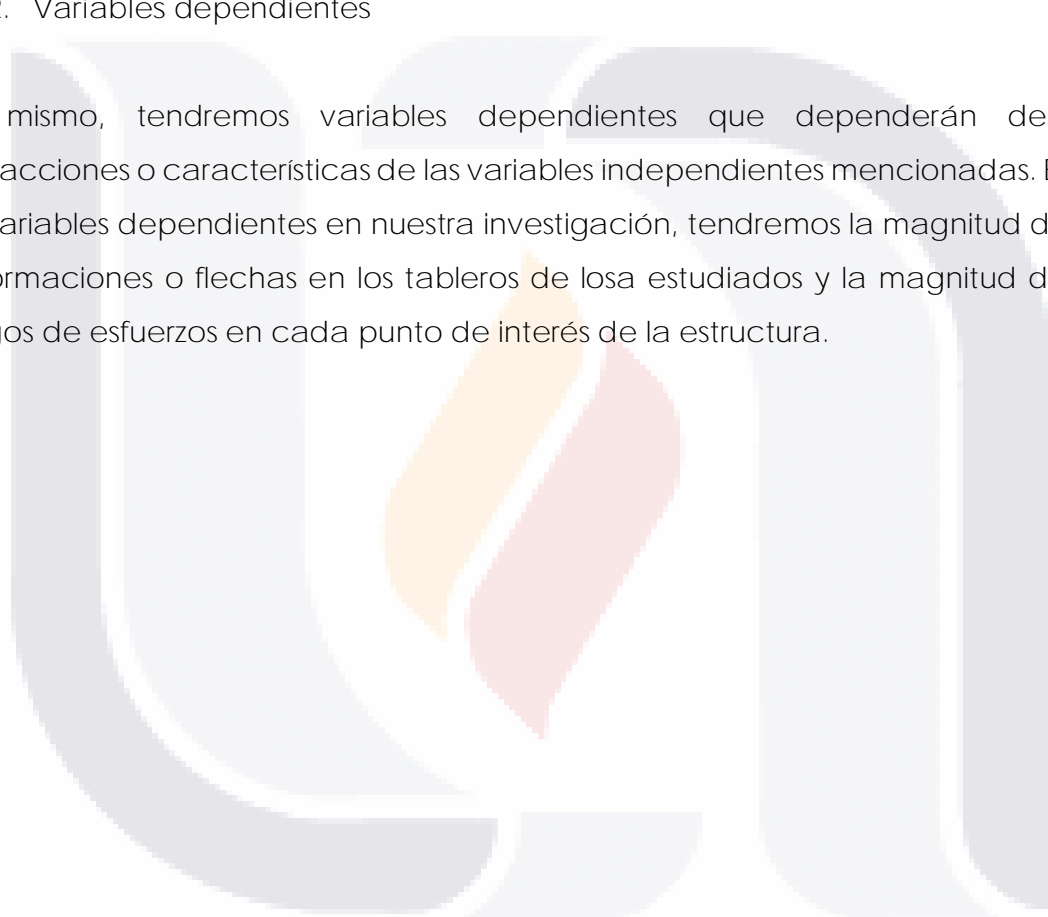 . Variables dependientes
mismo, tendremos variables dependientes que dependerán de
acciones o características de las variables independientes mencionadas.
ariables dependientes en nuestra investigación, tendremos la magnitud d
ormaciones o flechas en los tableros de losa estudiados y la magnitud d
os de esfuerzos en cada punto de interés de la estructura.